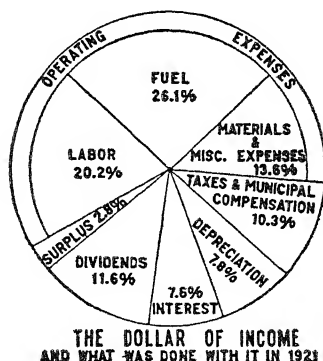 OPERATING EXPENSES
FUEL
26.1%
MATERIALS
&
MISC. EXPENSES
13.6%
LABOR
20.2%
TAXES & MUNICIPAL
COMPENSATION
10.3%
SURPLUS 2.8%
DEPRECIATION
7.8%
DIVIDENDS
11.6%
7.6%
INTEREST
THE DOLLAR OF INCOME
AND WHAT WAS DONE WITH IT IN 1921